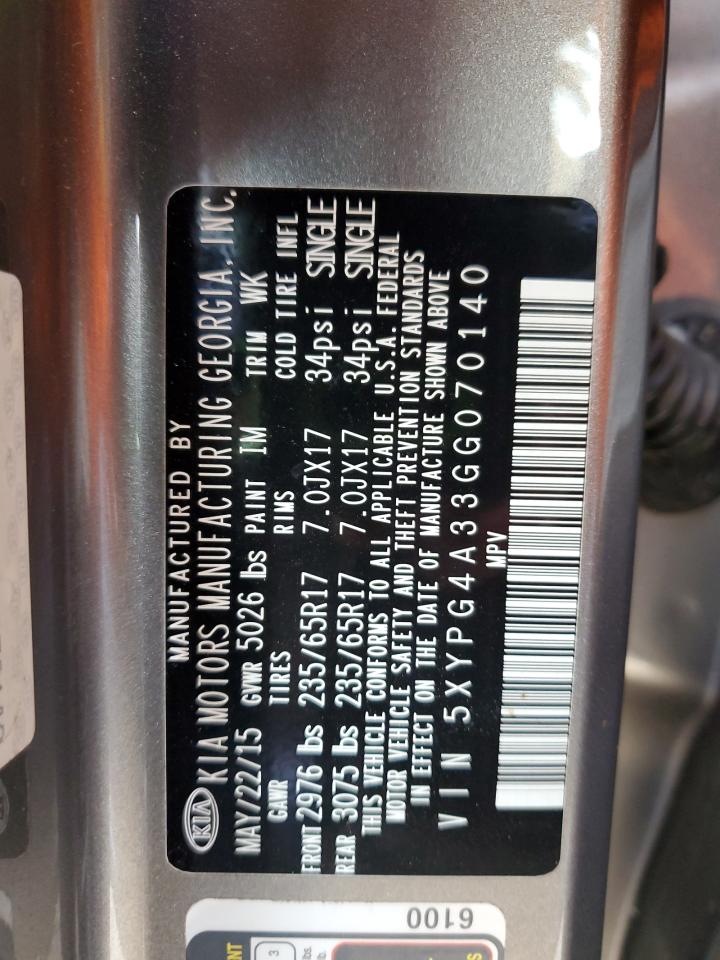 MANUFACTURED BY
KIA KIA MOTORS MANUFACTURING GEORGIA, INC.
MAY/22/15 GVWR 5026 lbs PAINT IM TRIM WK
GAWR TIRES RIMS COLD TIRE INFL
FRONT 2976 lbs 235/65R17 7.0JX17 34psi SINGLE
REAR 3075 lbs 235/65R17 7.0JX17 34psi SINGLE
THIS VEHICLE CONFORMS TO ALL APPLICABLE U.S.A. FEDERAL
MOTOR VEHICLE SAFETY AND THEFT PREVENTION STANDARDS
IN EFFECT ON THE DATE OF MANUFACTURE SHOWN ABOVE
VIN 5XYPG4A33GG070140
MPV
6100
3